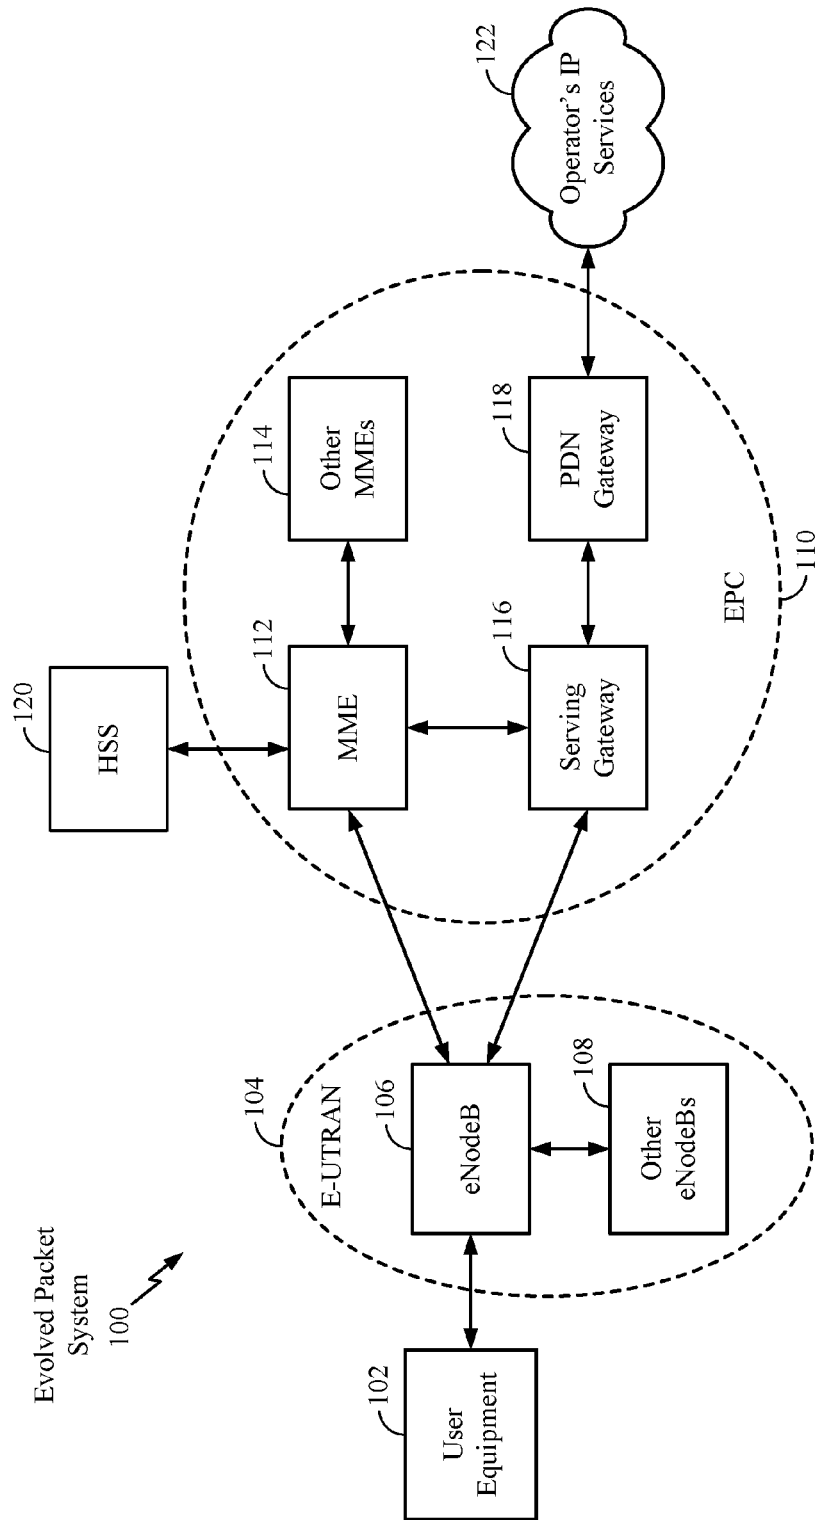 Evolved Packet
System
100
120
HSS
104
E-UTRAN
112
MME
114
Other
MMEs
102
User
Equipment
106
eNodeB
108
Other
eNodeBs
116
Serving
Gateway
118
PDN
Gateway
122
Operator's IP
Services
EPC
110